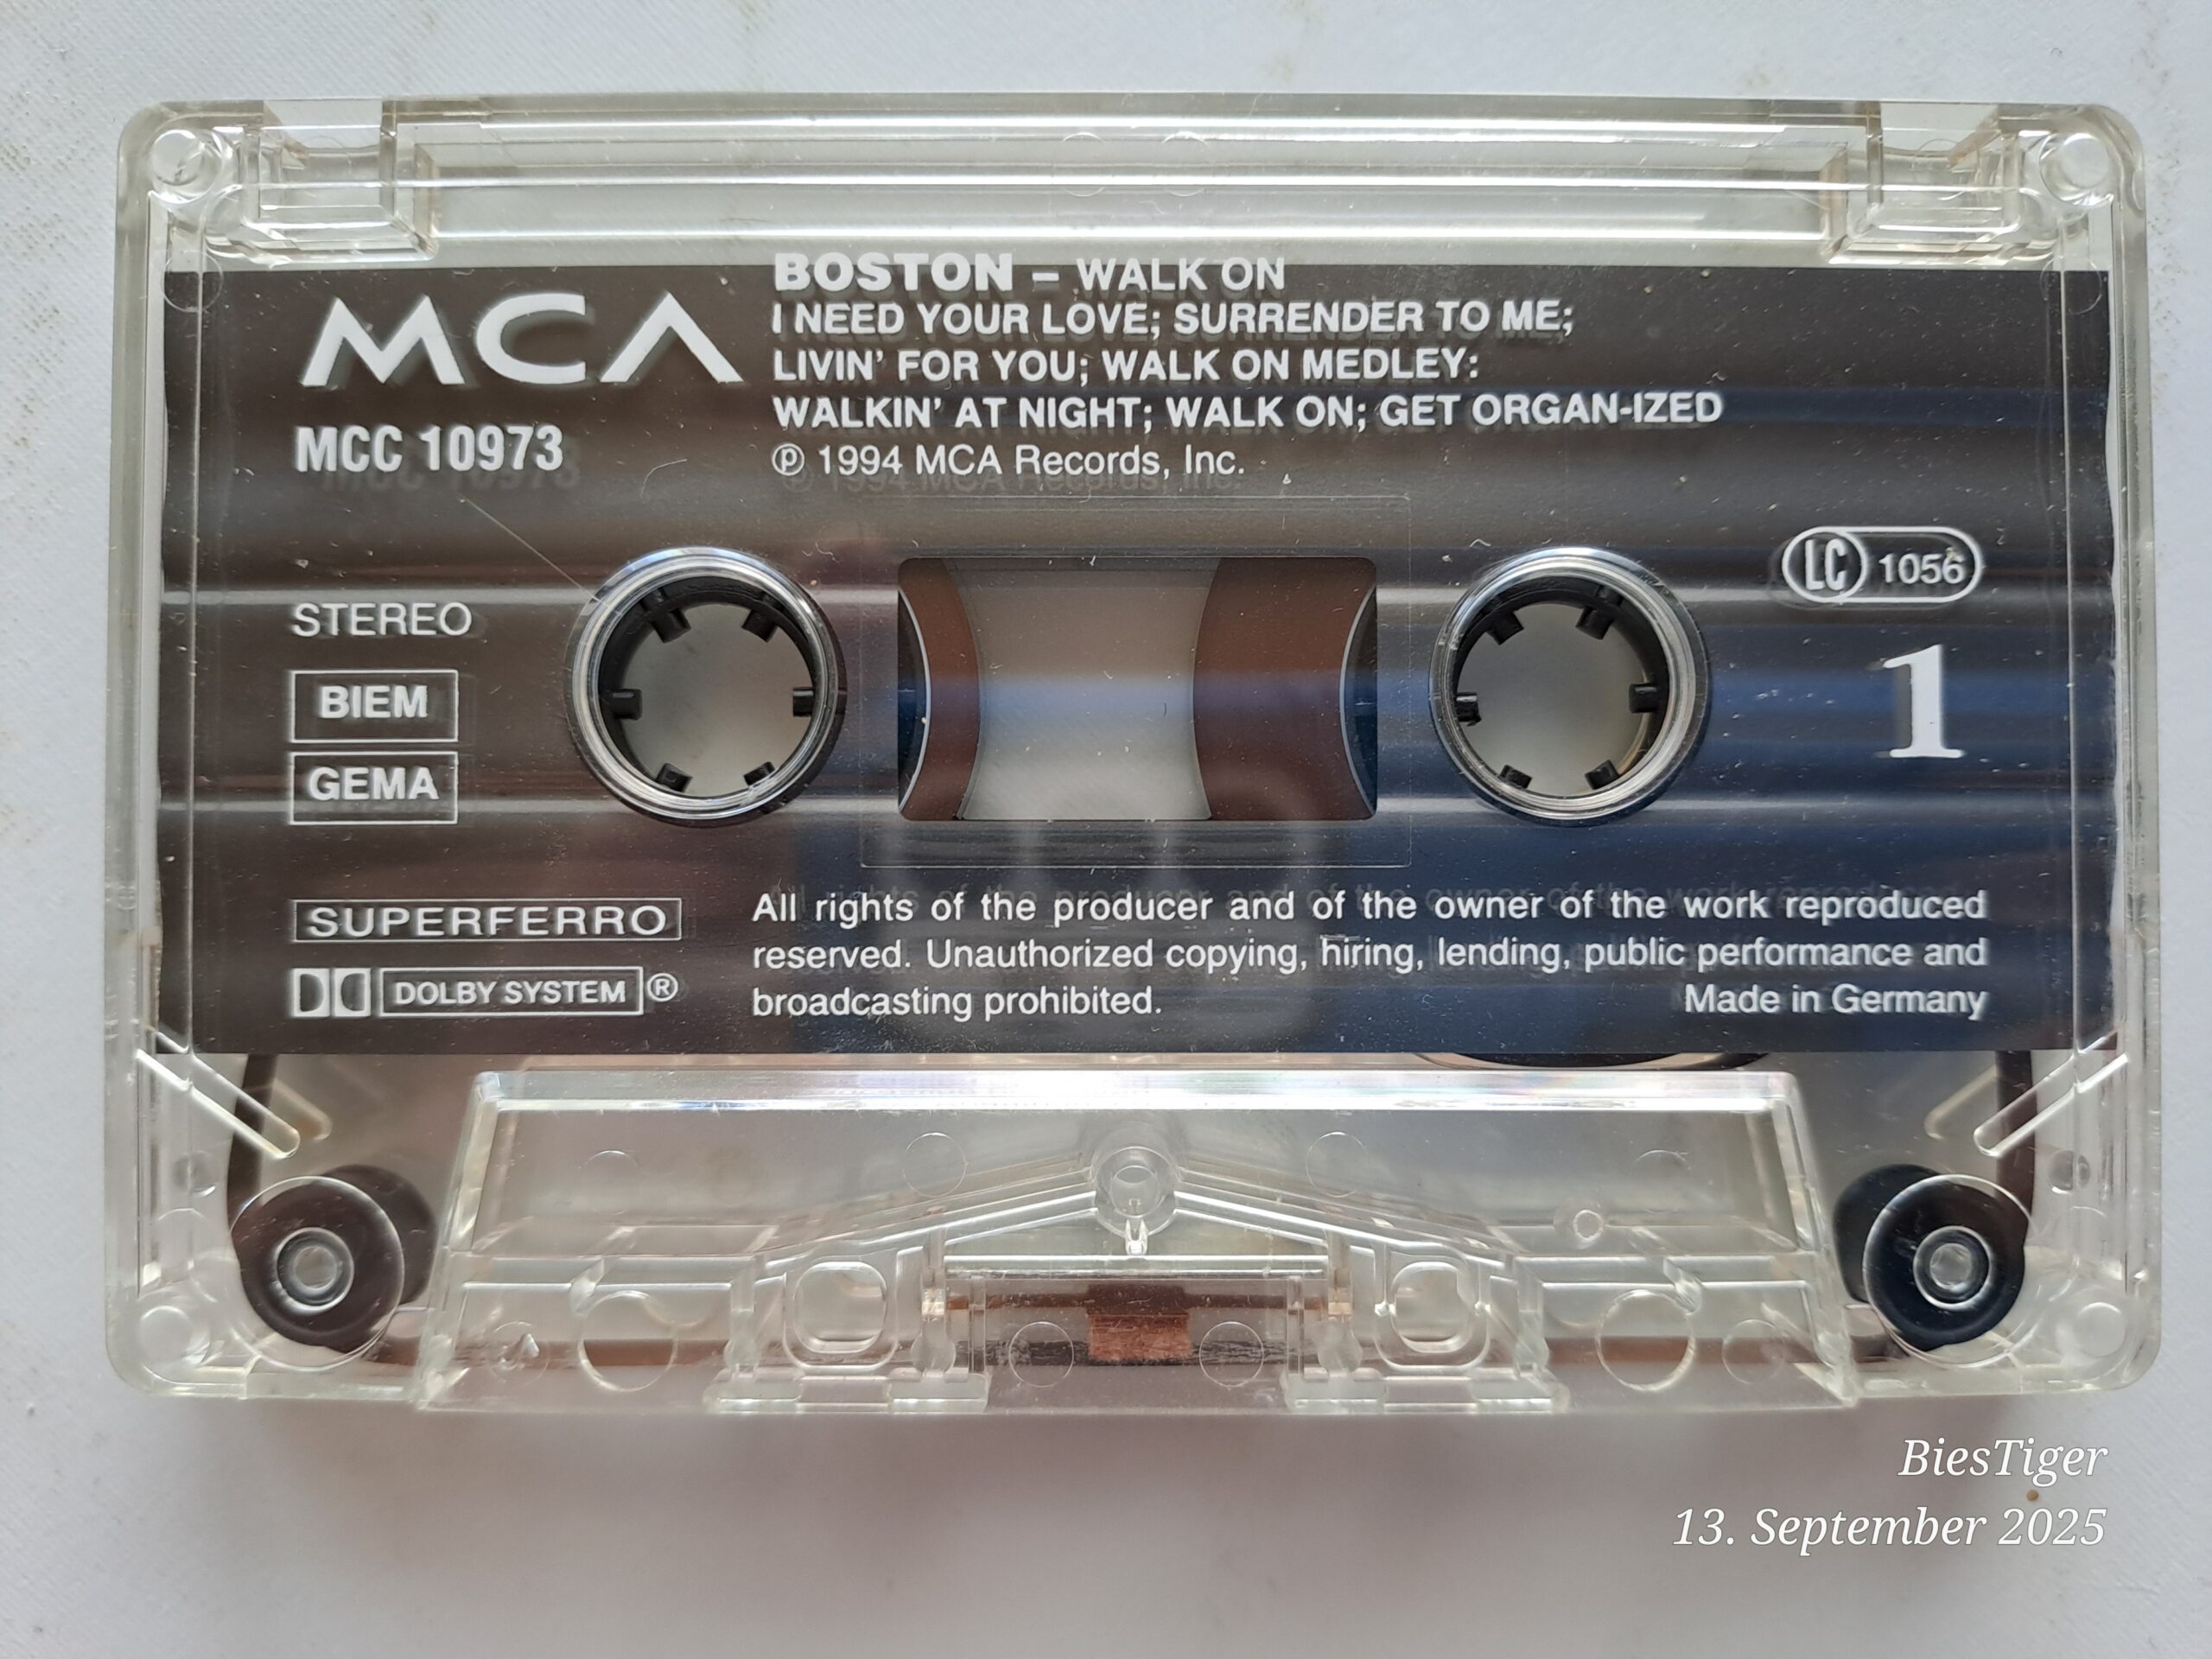 MCA
MCC 10973
BOSTON – WALK ON
I NEED YOUR LOVE; SURRENDER TO ME;
LIVIN' FOR YOU; WALK ON MEDLEY:
WALKIN' AT NIGHT; WALK ON; GET ORGAN-IZED
℗ 1994 MCA Records, Inc.
LC 1056
STEREO
1
BIEM
GEMA
SUPERFERRO
DOLBY SYSTEM®
All rights of the producer and of the owner of the work reproduced
reserved. Unauthorized copying, hiring, lending, public performance and
broadcasting prohibited. Made in Germany
BiesTiger
13. September 2025